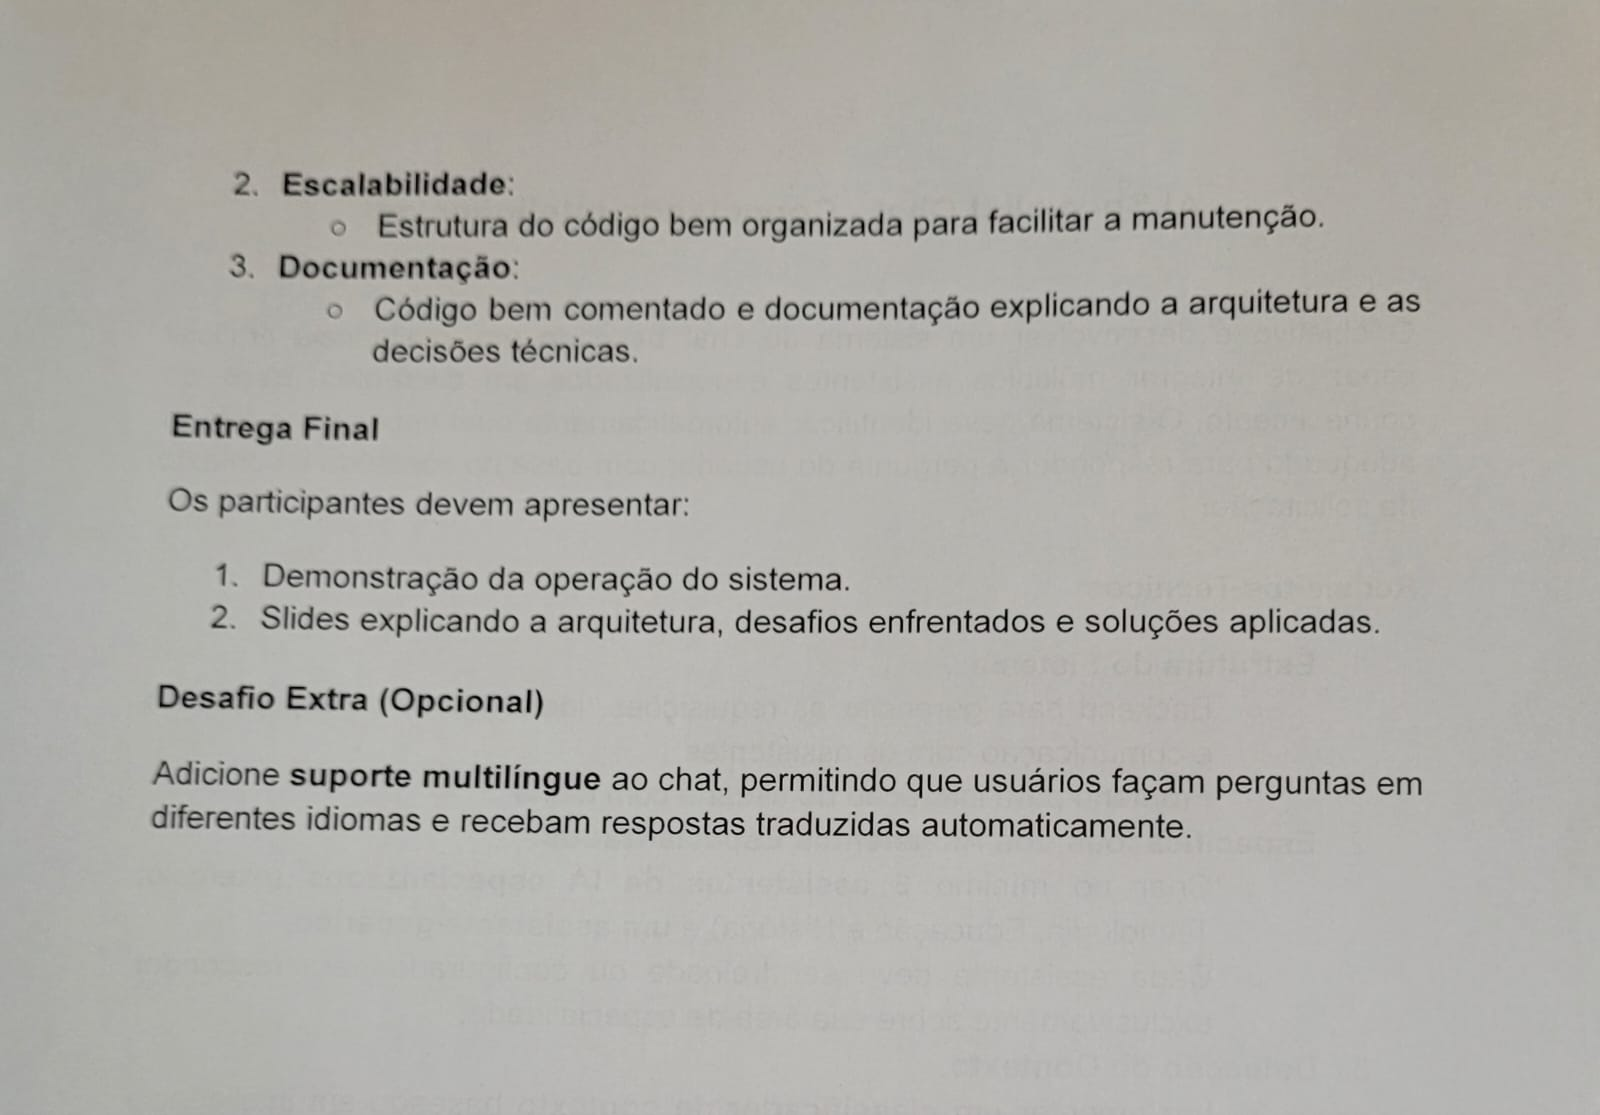 2. Escalabilidade:
○ Estrutura do código bem organizada para facilitar a manutenção.
3. Documentação:
○ Código bem comentado e documentação explicando a arquitetura e as
decisões técnicas.
Entrega Final
Os participantes devem apresentar:
1. Demonstração da operação do sistema.
2. Slides explicando a arquitetura, desafios enfrentados e soluções aplicadas.
Desafio Extra (Opcional)
Adicione suporte multilíngue ao chat, permitindo que usuários façam perguntas em
diferentes idiomas e recebam respostas traduzidas automaticamente.